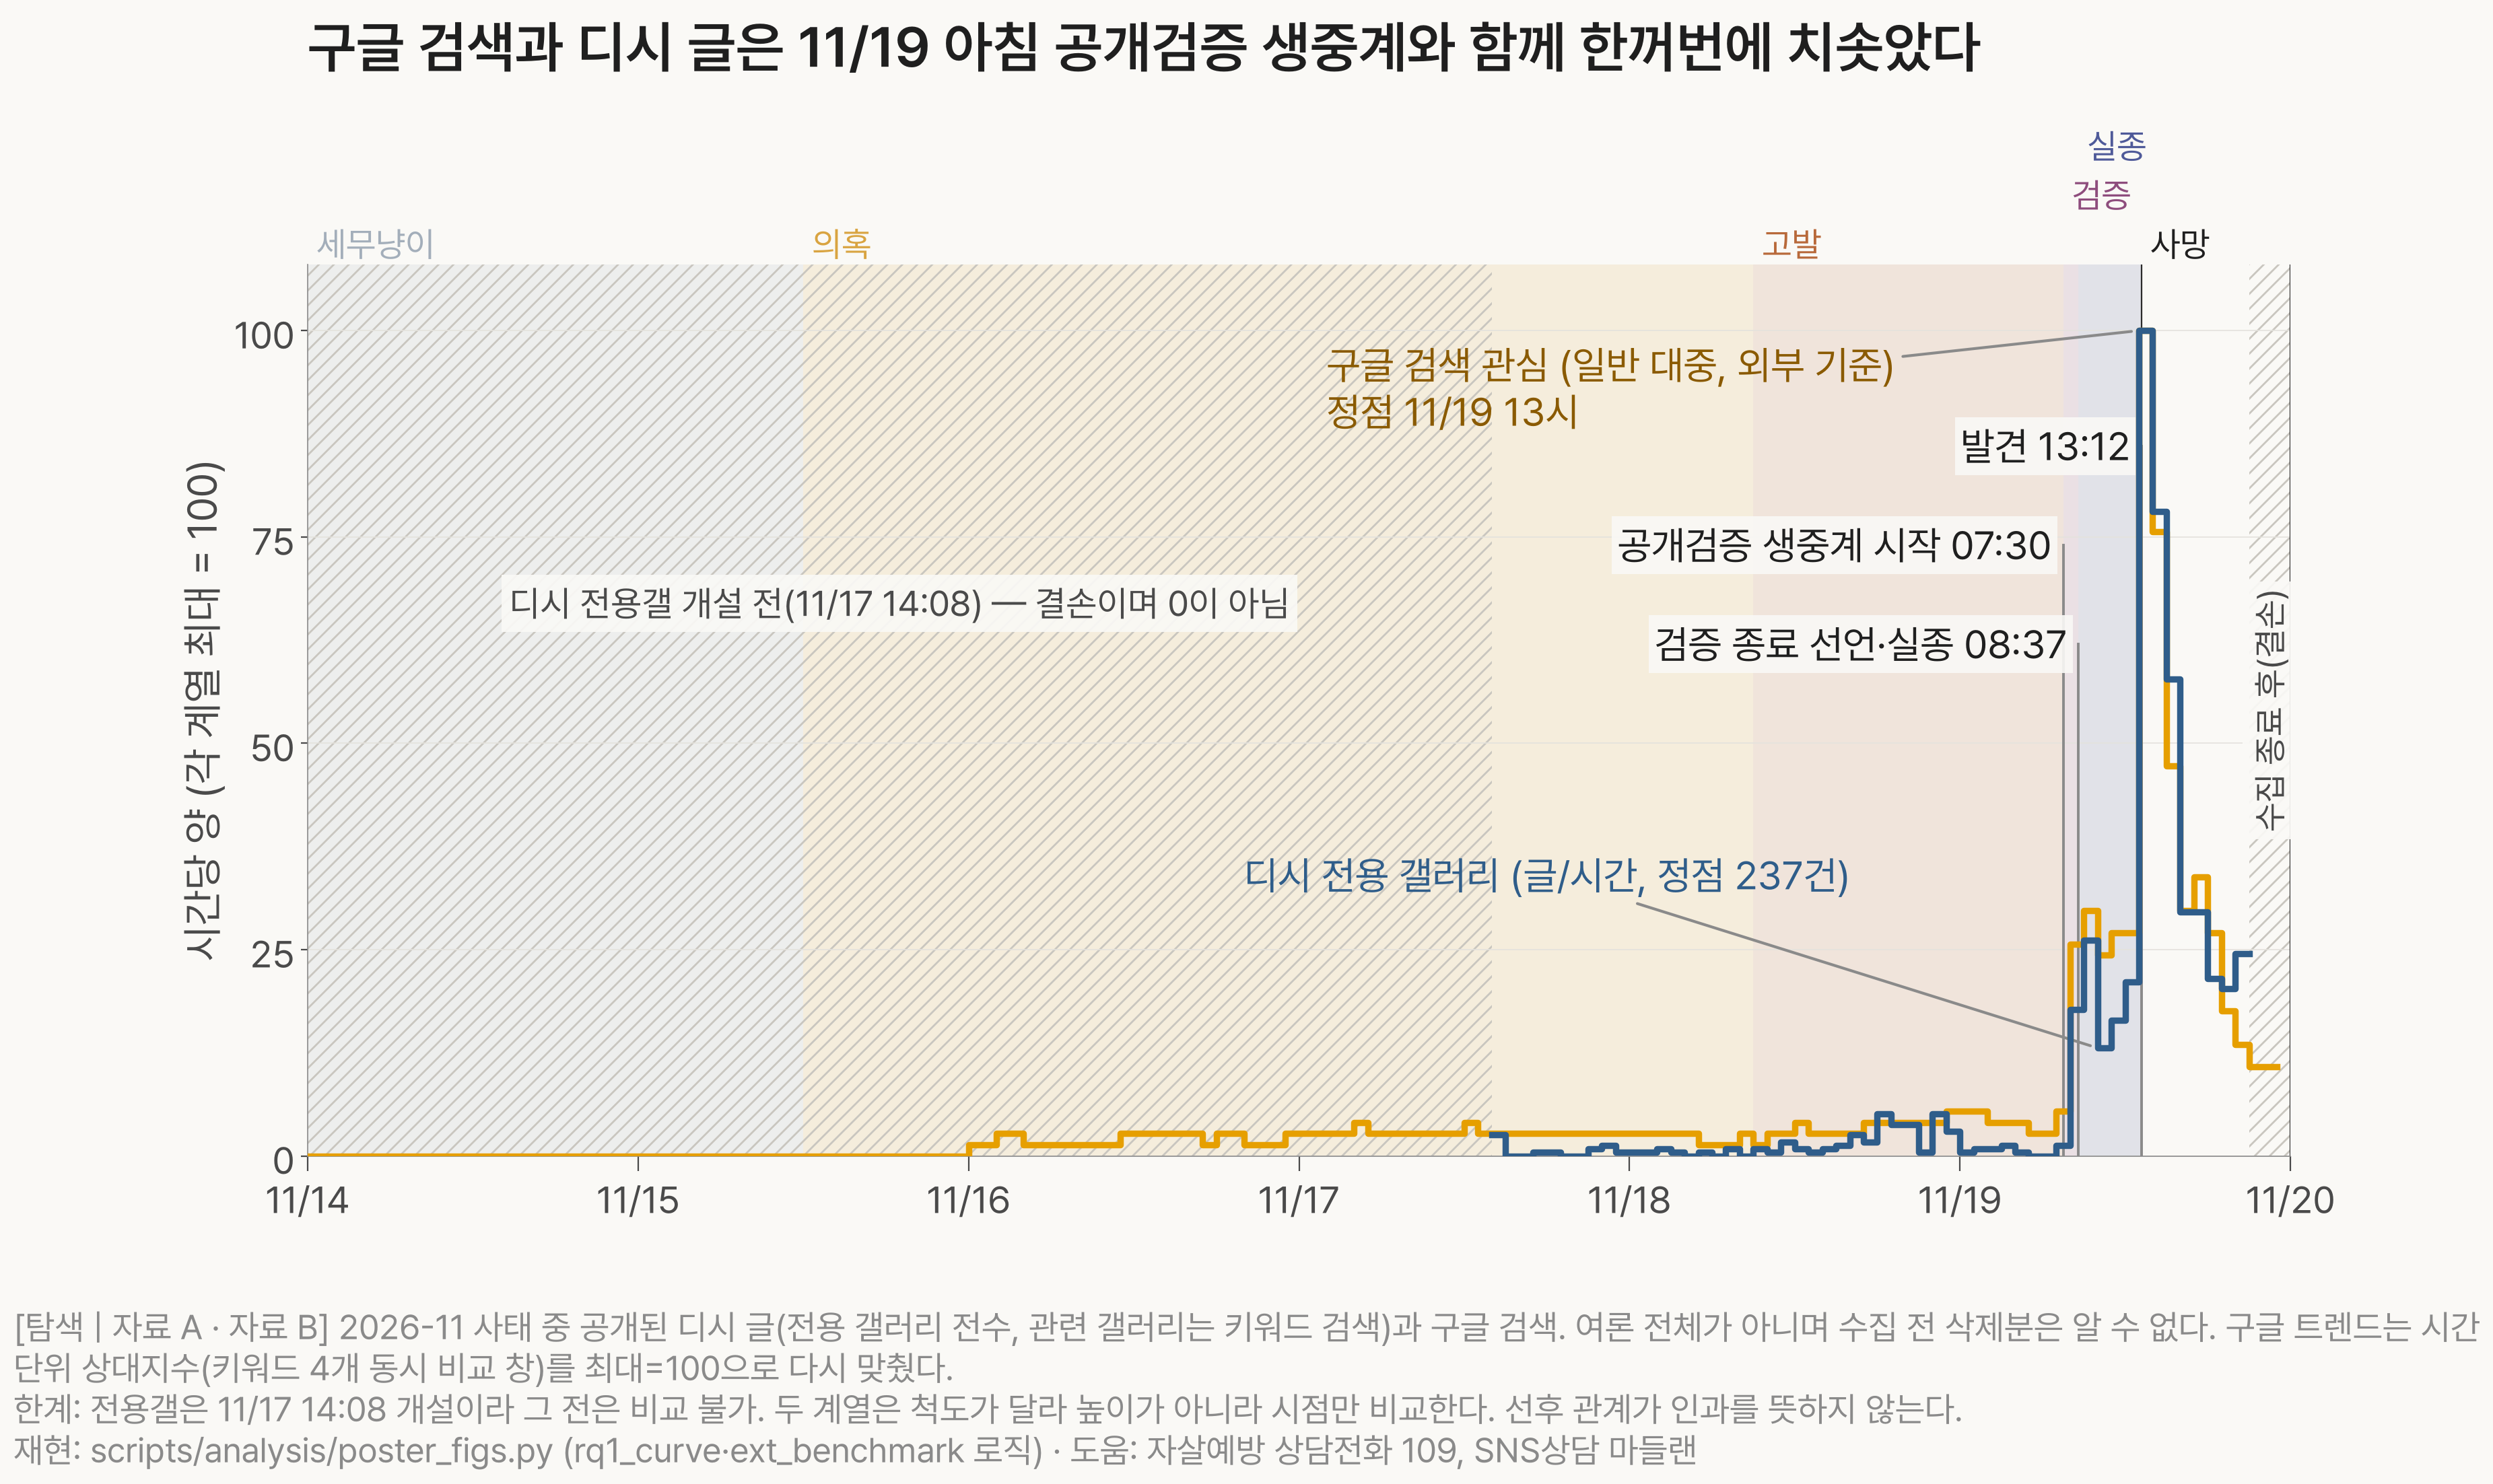 구글 검색과 디시 글은 11/19 아침 공개검증 생중계와 함께 한꺼번에 치솟았다
실종
검증
세무냥이
의혹
고발
사망
100
75
50
25
0
시간당 양 (각 계열 최대 = 100)
구글 검색 관심 (일반 대중, 외부 기준)
정점 11/19 13시
발견 13:12
공개검증 생중계 시작 07:30
디시 전용갤 개설 전(11/17 14:08) — 결손이며 0이 아님
검증 종료 선언·실종 08:37
수집 종료 후(결손)
디시 전용 갤러리 (글/시간, 정점 237건)
11/14
11/15
11/16
11/17
11/18
11/19
11/20
[탐색 | 자료 A · 자료 B] 2026-11 사태 중 공개된 디시 글(전용 갤러리 전수, 관련 갤러리는 키워드 검색)과 구글 검색. 여론 전체가 아니며 수집 전 삭제분은 알 수 없다. 구글 트렌드는 시간
단위 상대지수(키워드 4개 동시 비교 창)를 최대=100으로 다시 맞췄다.
한계: 전용갤은 11/17 14:08 개설이라 그 전은 비교 불가. 두 계열은 척도가 달라 높이가 아니라 시점만 비교한다. 선후 관계가 인과를 뜻하지 않는다.
재현: scripts/analysis/poster_figs.py (rq1_curve·ext_benchmark 로직) · 도움: 자살예방 상담전화 109, SNS상담 마들랜